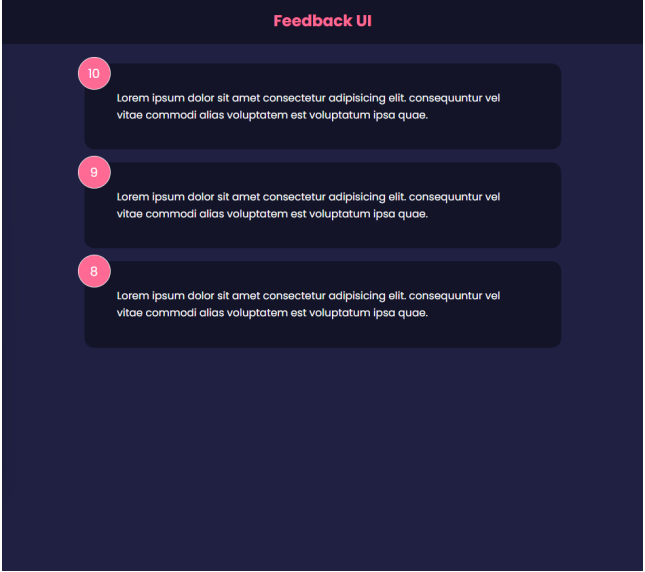 Feedback UI
10
Lorem ipsum dolor sit amet consectetur adipisicing elit. consequuntur vel
vitae commodi alias voluptatem est voluptatum ipsa quae.
9
Lorem ipsum dolor sit amet consectetur adipisicing elit. consequuntur vel
vitae commodi alias voluptatem est voluptatum ipsa quae.
8
Lorem ipsum dolor sit amet consectetur adipisicing elit. consequuntur vel
vitae commodi alias voluptatem est voluptatum ipsa quae.